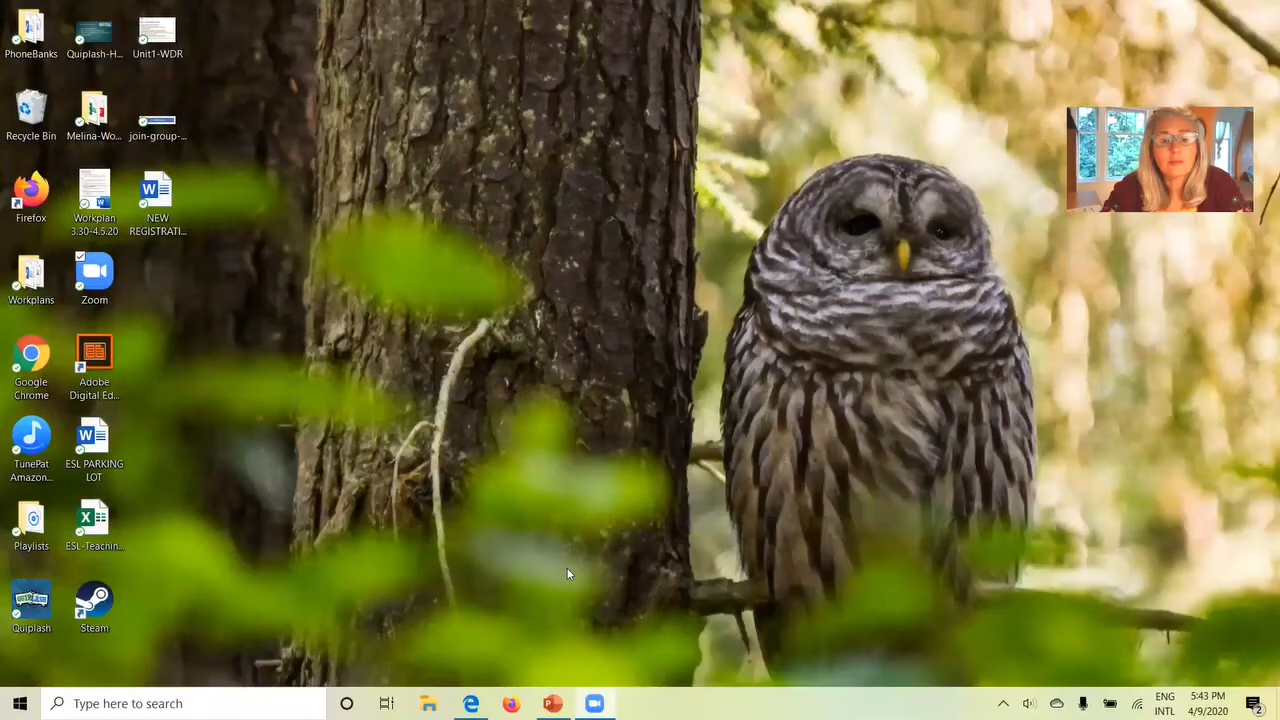 PhoneBanks
Quiplash-H...
Unit1-WDR
Recycle Bin
Melina-Wo...
join-group-...
Firefox
Workplan
3.30-4.5.20
NEW
REGISTRATI...
Workplans
Zoom
Google
Chrome
Adobe
Digital Ed...
TunePat
Amazon...
ESL PARKING
LOT
Playlists
ESL-Teachin...
QUIPLASH
Quiplash
Steam
Type here to search
ENG
INTL
5:43 PM
4/9/2020
2